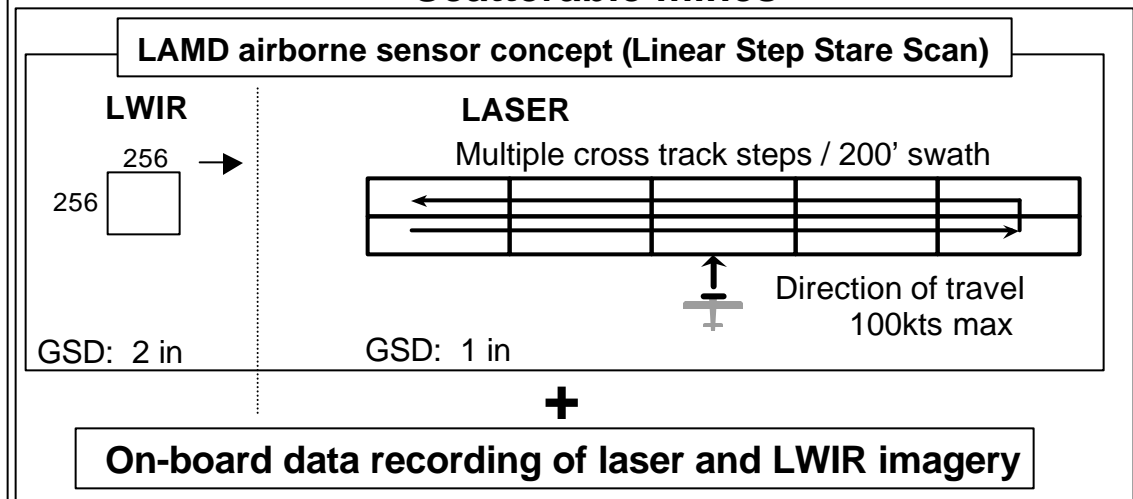 LAMD airborne sensor concept (Linear Step Stare Scan)
LWIR
256
256
GSD: 2 in
LASER
Multiple cross track steps / 200' swath
Direction of travel
100kts max
GSD: 1 in
+
On-board data recording of laser and LWIR imagery